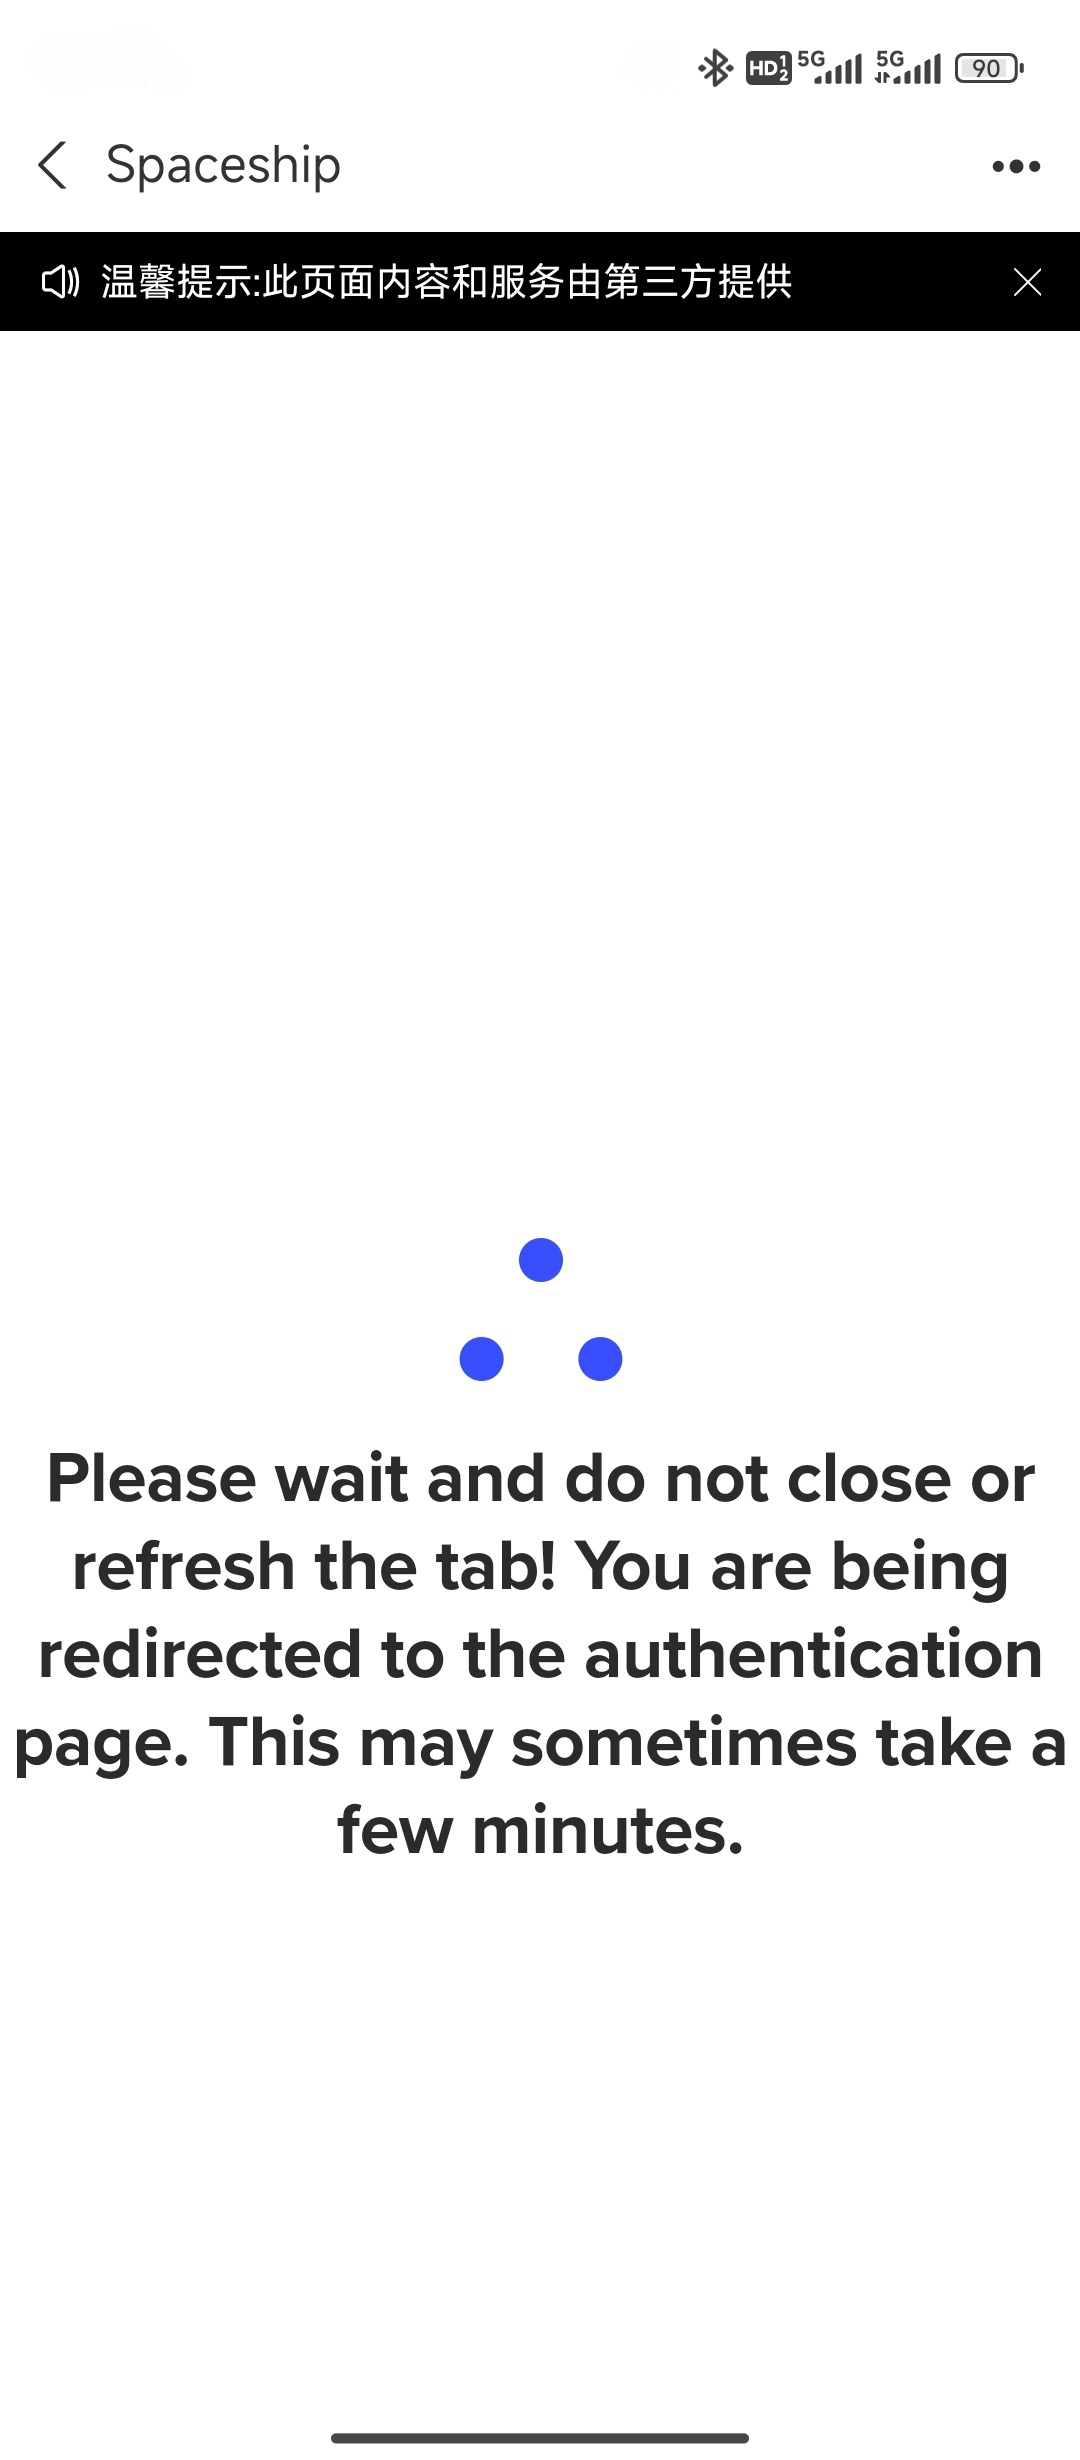 HD 1 2 5G 5G 90
Spaceship
温馨提示:此页面内容和服务由第三方提供
Please wait and do not close or
refresh the tab! You are being
redirected to the authentication
page. This may sometimes take a
few minutes.